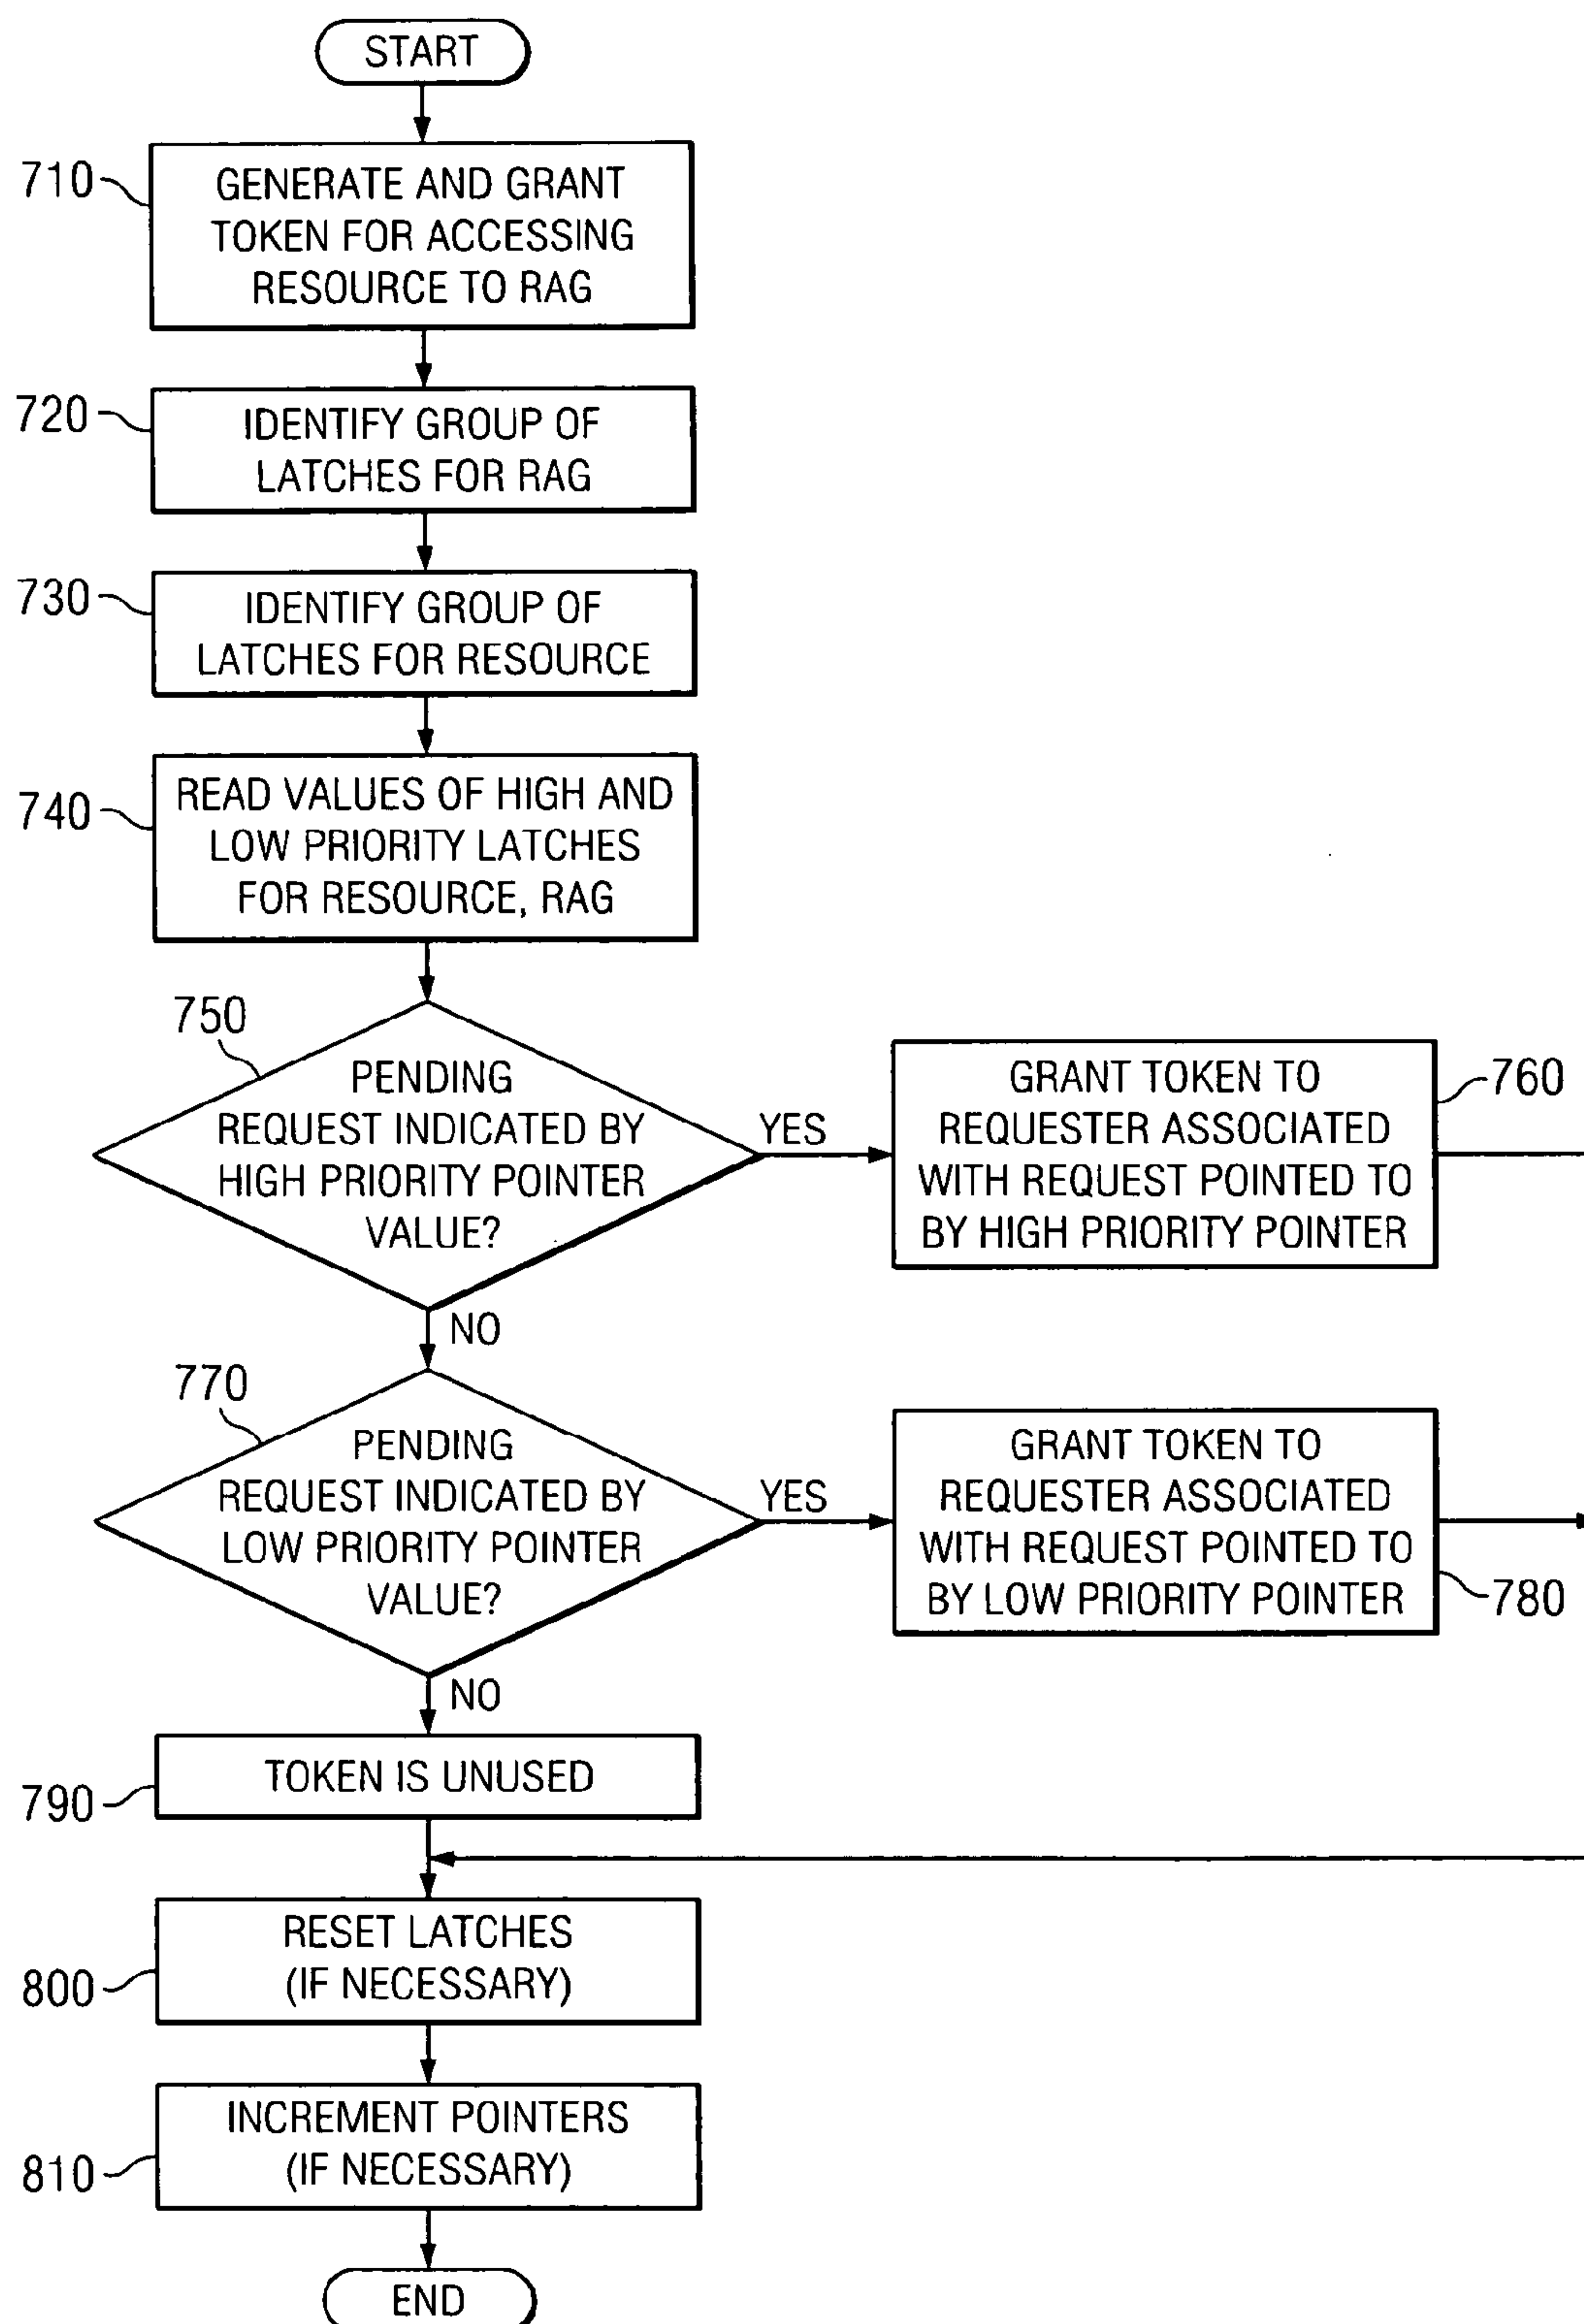 START
710
GENERATE AND GRANT
TOKEN FOR ACCESSING
RESOURCE TO RAG
720
IDENTIFY GROUP OF
LATCHES FOR RAG
730
IDENTIFY GROUP OF
LATCHES FOR RESOURCE
740
READ VALUES OF HIGH AND
LOW PRIORITY LATCHES
FOR RESOURCE, RAG
750
PENDING
REQUEST INDICATED BY
HIGH PRIORITY POINTER
VALUE?
YES
GRANT TOKEN TO
REQUESTER ASSOCIATED
WITH REQUEST POINTED TO
BY HIGH PRIORITY POINTER
760
NO
770
PENDING
REQUEST INDICATED BY
LOW PRIORITY POINTER
VALUE?
YES
GRANT TOKEN TO
REQUESTER ASSOCIATED
WITH REQUEST POINTED TO
BY LOW PRIORITY POINTER
780
NO
TOKEN IS UNUSED
790
RESET LATCHES
(IF NECESSARY)
800
INCREMENT POINTERS
(IF NECESSARY)
810
END